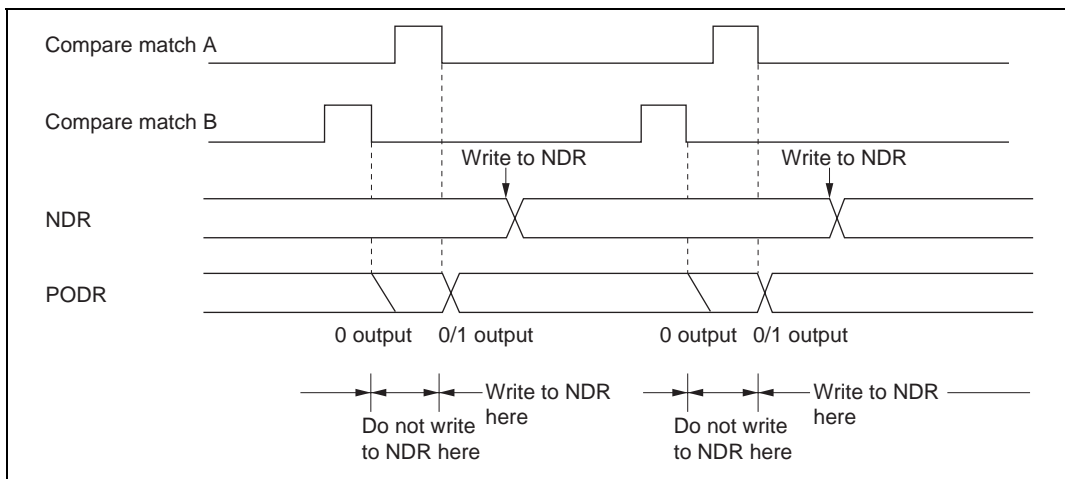 Compare match A
Compare match B
Write to NDR
Write to NDR
NDR
PODR
0 output
0/1 output
0 output
0/1 output
Write to NDR
here
Do not write
to NDR here
Write to NDR
here
Do not write
to NDR here